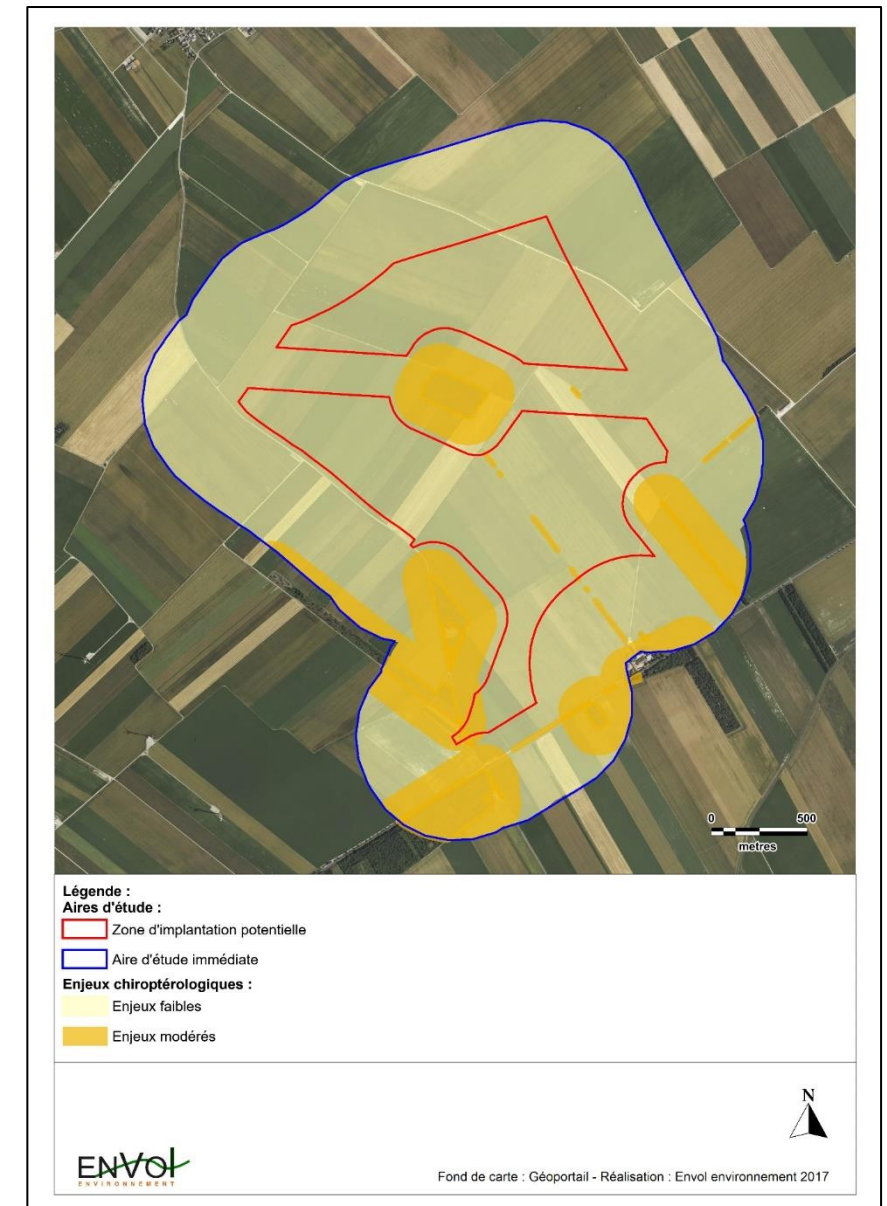 0 500
metres
Légende :
Aires d'étude :
Zone d'implantation potentielle
Aire d'étude immédiate
Enjeux chiroptérologiques :
Enjeux faibles
Enjeux modérés
N
ENVOl
ENVIRONNEMENT
Fond de carte : Géoportail - Réalisation : Envol environnement 2017